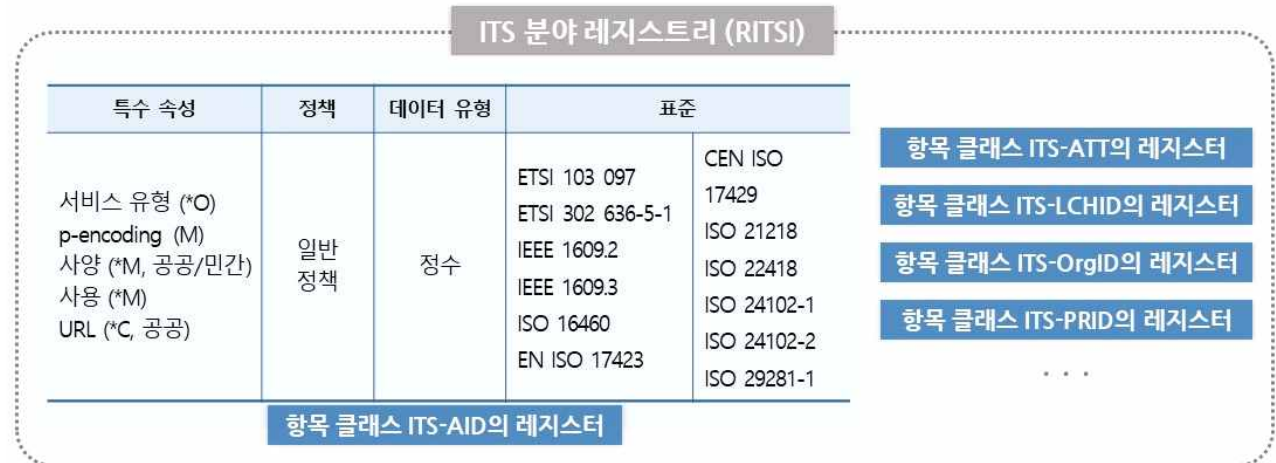 ITS 분야 레지스트리 (RITSI)
특수 속성
정책
데이터 유형
표준
서비스 유형 (*O)
p-encoding (M)
사양 (*M, 공공/민간)
사용 (*M)
URL (*C, 공공)
일반
정책
정수
ETSI 103 097
ETSI 302 636-5-1
IEEE 1609.2
IEEE 1609.3
ISO 16460
EN ISO 17423
CEN ISO
17429
ISO 21218
ISO 22418
ISO 24102-1
ISO 24102-2
ISO 29281-1
항목 클래스 ITS-AID의 레지스터
항목 클래스 ITS-ATT의 레지스터
항목 클래스 ITS-LCHID의 레지스터
항목 클래스 ITS-OrgID의 레지스터
항목 클래스 ITS-PRID의 레지스터
. . .